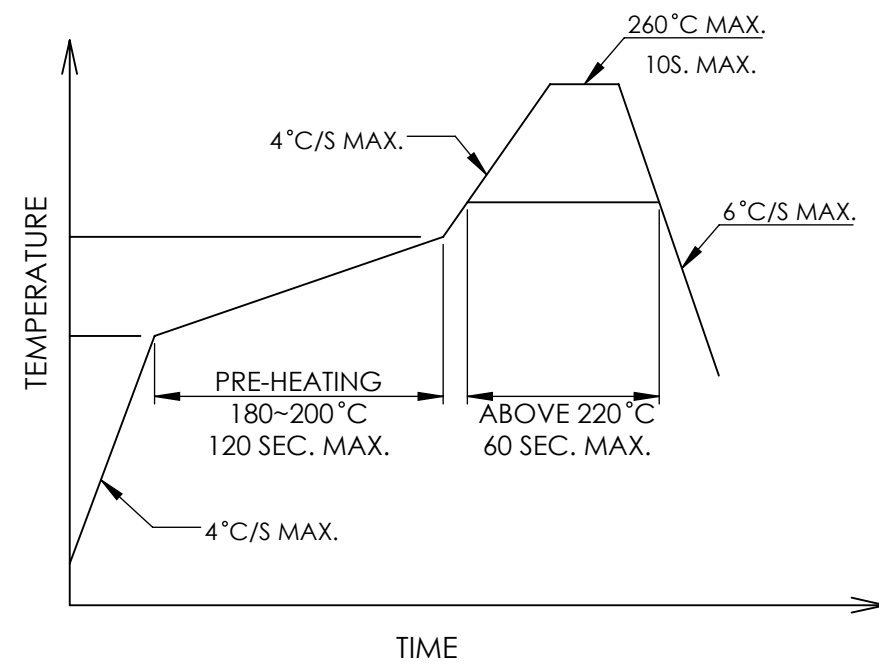 260°C MAX.
10S. MAX.
4°C/S MAX.
6°C/S MAX.
TEMPERATURE
PRE-HEATING
180~200°C
120 SEC. MAX.
ABOVE 220°C
60 SEC. MAX.
4°C/S MAX.
TIME